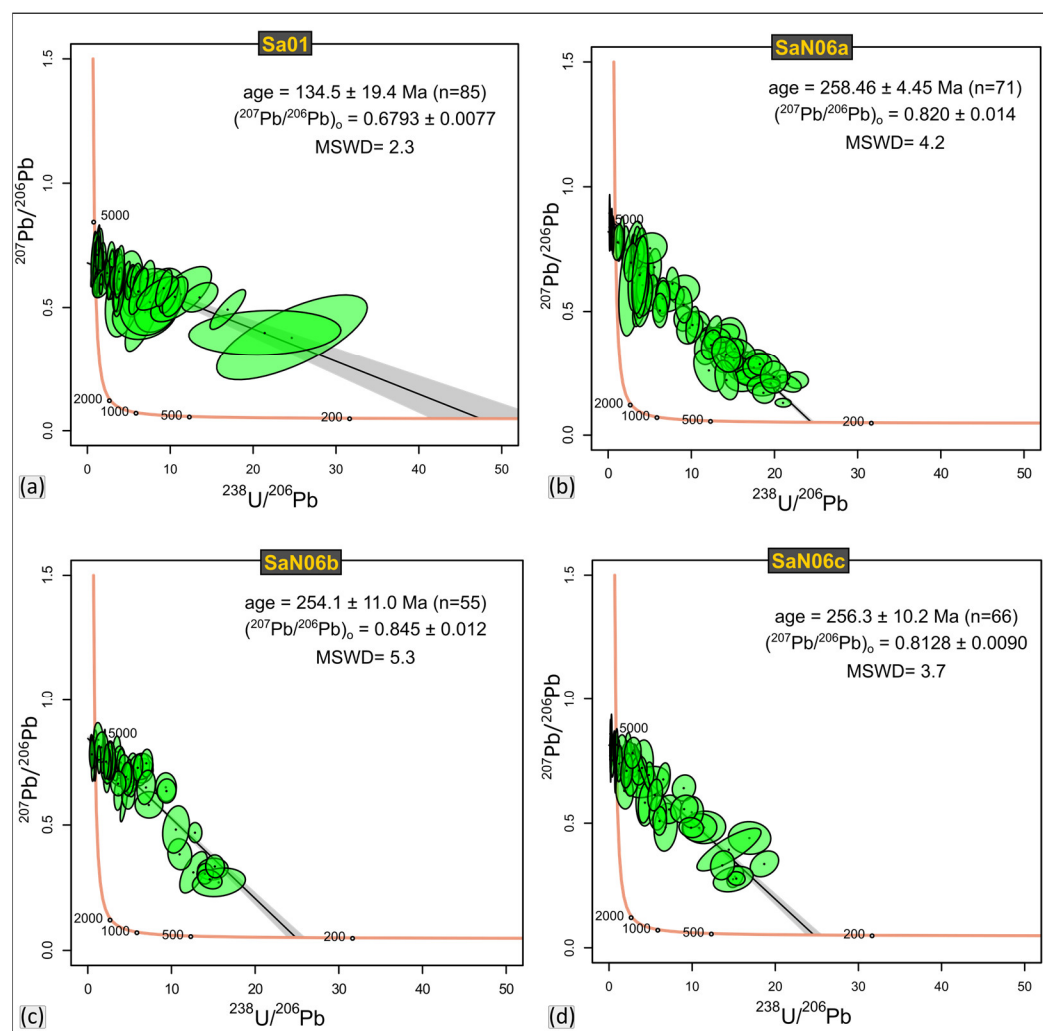 Sa01
age = 134.5 ± 19.4 Ma (n=85)
(²⁰⁷Pb/²⁰⁶Pb)ₒ = 0.6793 ± 0.0077
MSWD= 2.3
²⁰⁷Pb/²⁰⁶Pb
1.5
1.0
0.5
0.0
5000
2000
1000
500
200
0
10
20
30
40
50
²³⁸U/²⁰⁶Pb
(a)
SaN06a
age = 258.46 ± 4.45 Ma (n=71)
(²⁰⁷Pb/²⁰⁶Pb)ₒ = 0.820 ± 0.014
MSWD= 4.2
²⁰⁷Pb/²⁰⁶Pb
1.5
1.0
0.5
0.0
5000
2000
1000
500
200
0
10
20
30
40
50
²³⁸U/²⁰⁶Pb
(b)
SaN06b
age = 254.1 ± 11.0 Ma (n=55)
(²⁰⁷Pb/²⁰⁶Pb)ₒ = 0.845 ± 0.012
MSWD= 5.3
²⁰⁷Pb/²⁰⁶Pb
1.5
1.0
0.5
0.0
5000
2000
1000
500
200
0
10
20
30
40
50
²³⁸U/²⁰⁶Pb
(c)
SaN06c
age = 256.3 ± 10.2 Ma (n=66)
(²⁰⁷Pb/²⁰⁶Pb)ₒ = 0.8128 ± 0.0090
MSWD= 3.7
²⁰⁷Pb/²⁰⁶Pb
1.5
1.0
0.5
0.0
5000
2000
1000
500
200
0
10
20
30
40
50
²³⁸U/²⁰⁶Pb
(d)